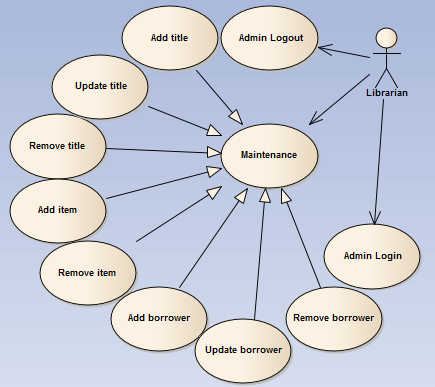 Add title
Admin Logout
Update title
Librarian
Remove title
Maintenance
Add item
Admin Login
Remove item
Add borrower
Remove borrower
Update borrower